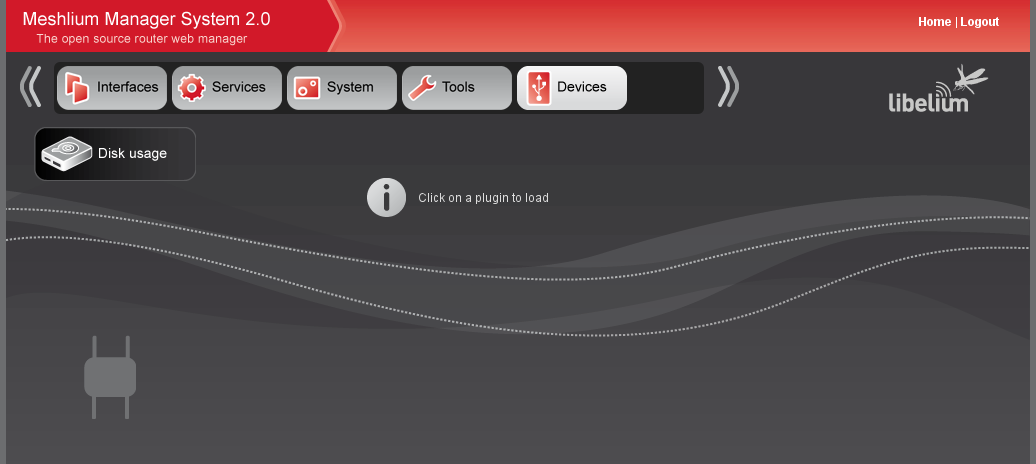 Meshlium Manager System 2.0
The open source router web manager
Home | Logout
Interfaces
Services
System
Tools
Devices
libelium
Disk usage
Click on a plugin to load